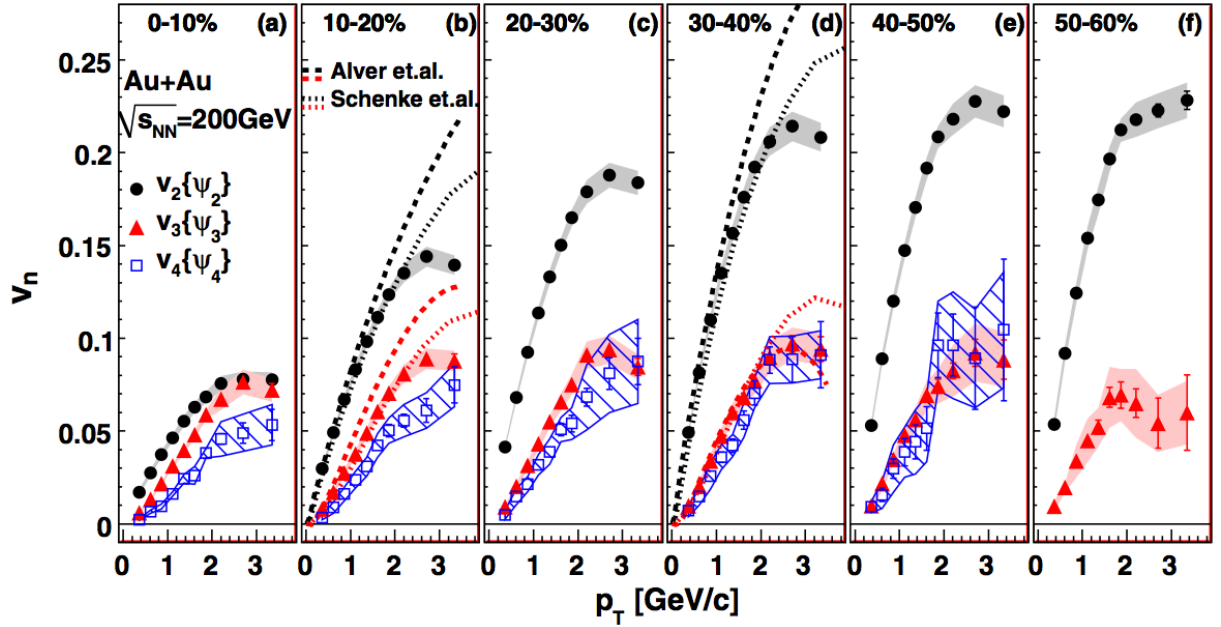 0-10% (a) 10-20% (b) 20-30% (c) 30-40% (d) 40-50% (e) 50-60% (f)
Au+Au
√s_NN=200GeV
Alver et.al.
Schenke et.al.
v₂{ψ₂}
v₃{ψ₃}
v₄{ψ₄}
v_n
0.25
0.2
0.15
0.1
0.05
0
0 1 2 3 0 1 2 3 0 1 2 3 0 1 2 3 0 1 2 3 0 1 2 3
p_T [GeV/c]